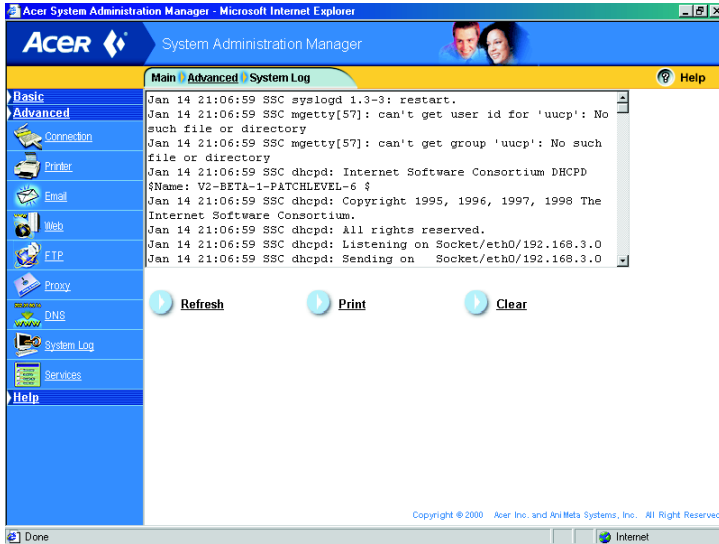 Acer System Administration Manager - Microsoft Internet Explorer
ACER
System Administration Manager
Main Advanced System Log
Help
Basic
Advanced
Connection
Printer
Email
Web
FTP
Proxy
DNS
System Log
Services
Help
Jan 14 21:06:59 SSC syslogd 1.3-3: restart.
Jan 14 21:06:59 SSC mgetty[57]: can't get user id for 'uucp': No
such file or directory
Jan 14 21:06:59 SSC mgetty[57]: can't get group 'uucp': No such
file or directory
Jan 14 21:06:59 SSC dhcpd: Internet Software Consortium DHCPD
$Name: V2-BETA-1-PATCHLEVEL-6 $
Jan 14 21:06:59 SSC dhcpd: Copyright 1995, 1996, 1997, 1998 The
Internet Software Consortium.
Jan 14 21:06:59 SSC dhcpd: All rights reserved.
Jan 14 21:06:59 SSC dhcpd: Listening on Socket/eth0/192.168.3.0
Jan 14 21:06:59 SSC dhcpd: Sending on   Socket/eth0/192.168.3.0
Refresh
Print
Clear
Copyright © 2000 Acer Inc. and AniMeta Systems, Inc. All Right Reserved
Done
Internet